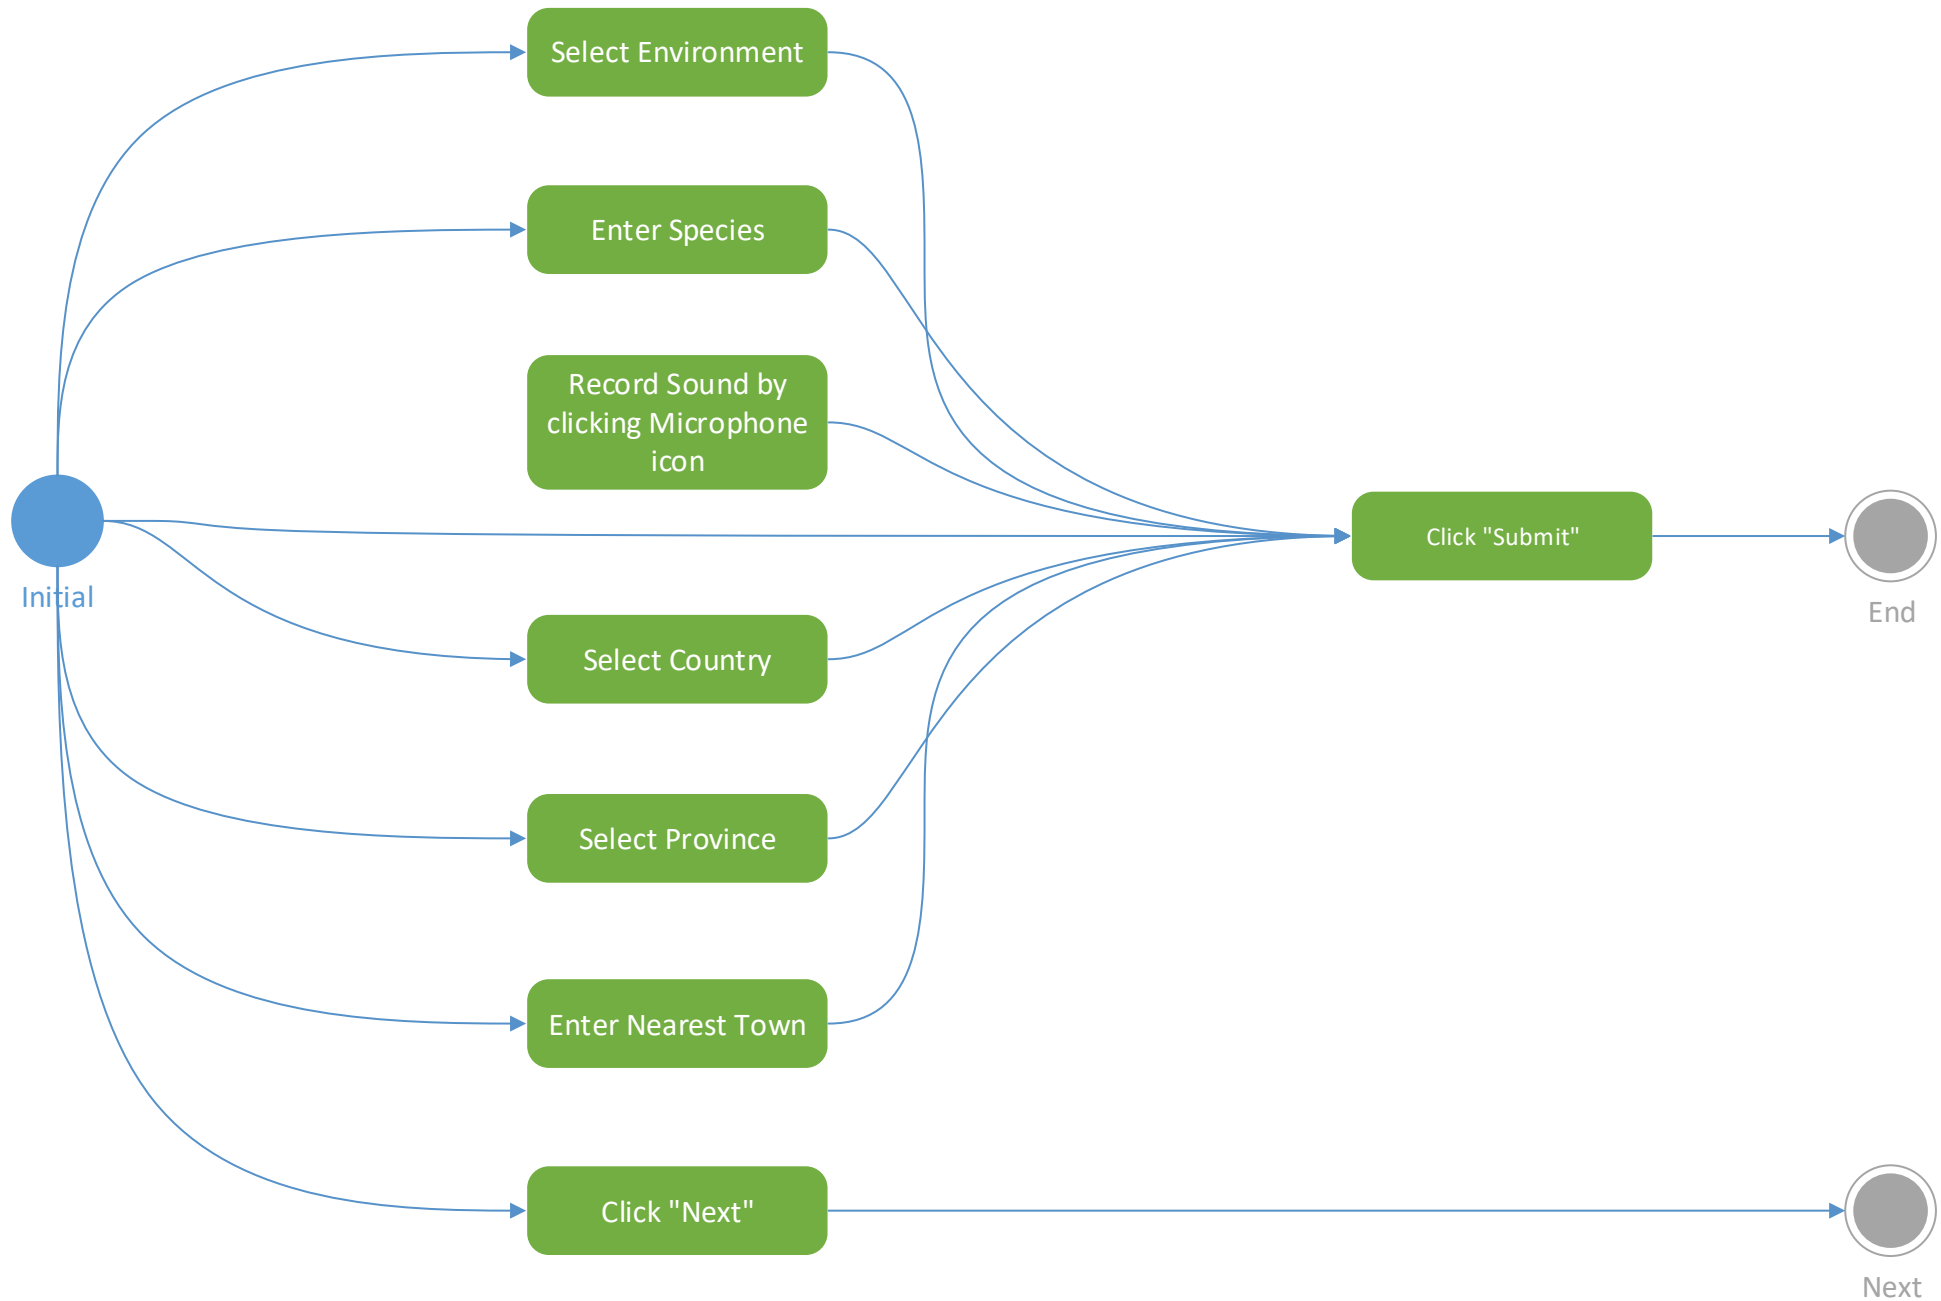 Select Environment
Enter Species
Record Sound by
clicking Microphone
icon
Initial
Click "Submit"
End
Select Country
Select Province
Enter Nearest Town
Click "Next"
Next